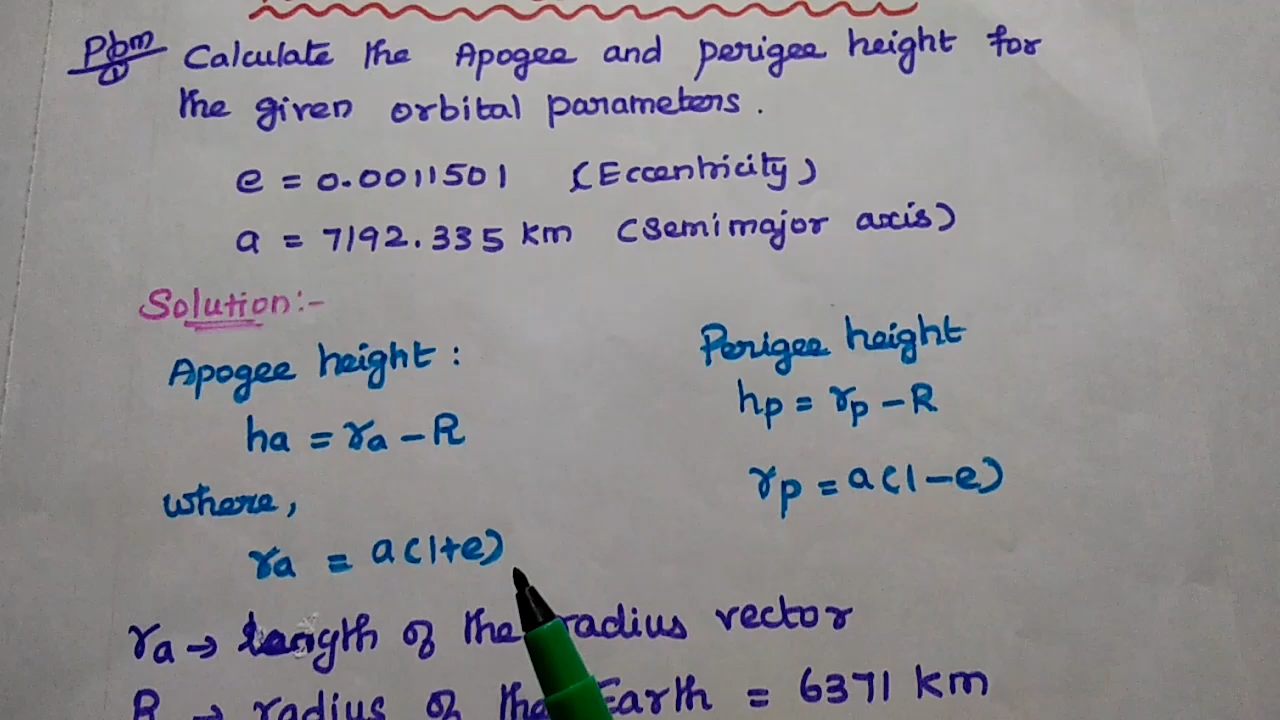 Pbm ① Calculate the Apogee and perigee height for
the given orbital parameters.
e = 0.0011501 (Eccentricity)
a = 7192.335 km (Semimajor axis)
Solution:-
Apogee height:
ha = ra - R
where,
ra = a(1+e)
Perigee height
hp = rp - R
rp = a(1-e)
ra → length of the radius vector
R → radius of the Earth = 6371 km